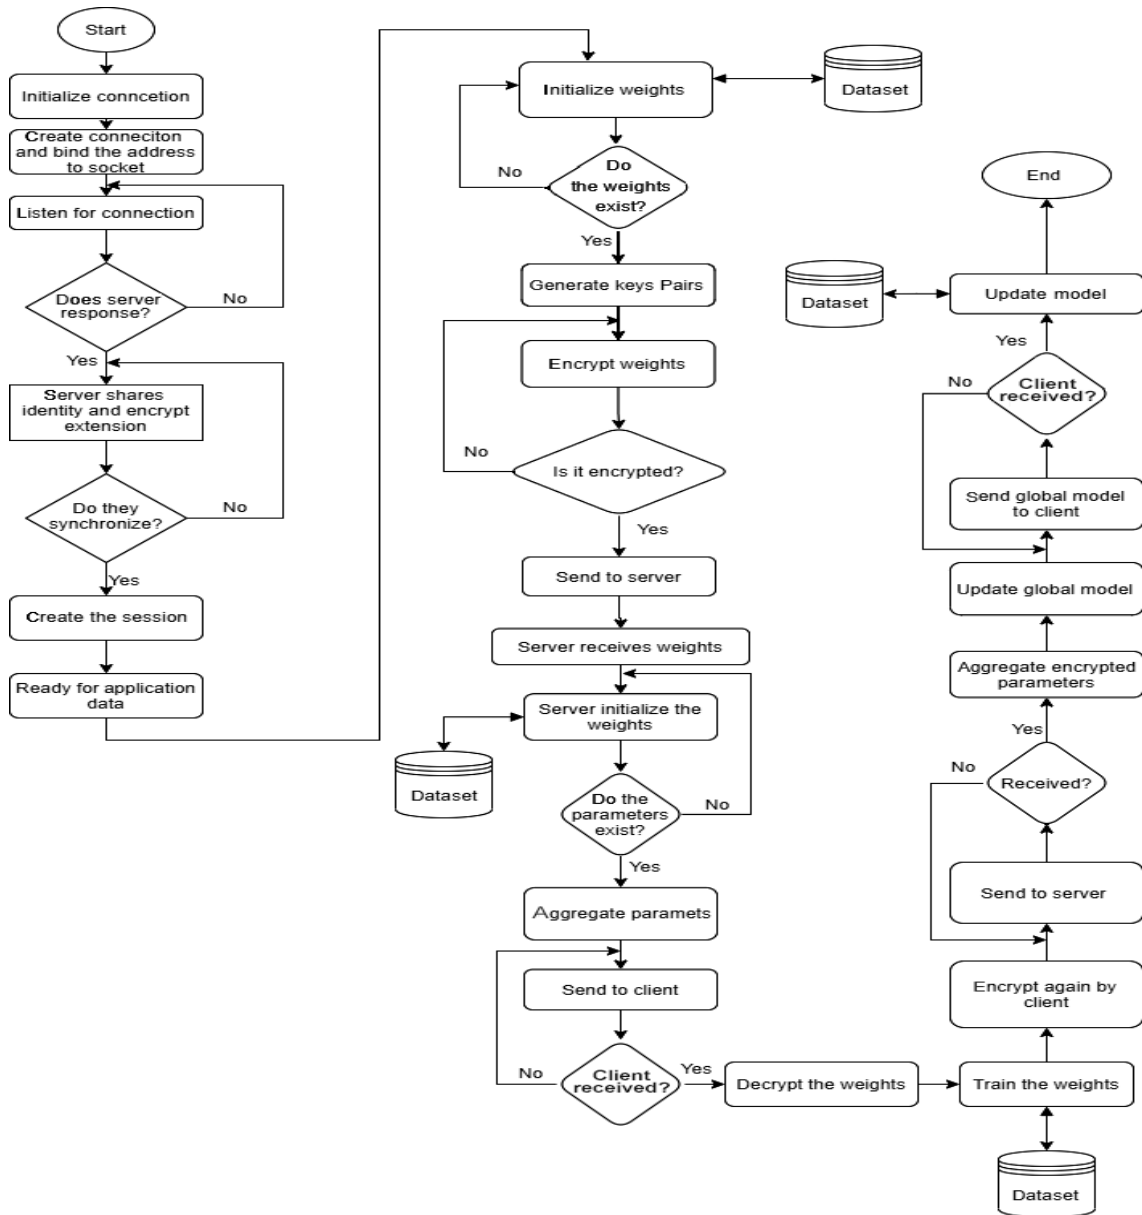 Start
Initialize conncetion
Create conneciton
and bind the address
to socket
Listen for connection
Does server
response?
No
Yes
Server shares
identity and encrypt
extension
Do they
synchronize?
No
Yes
Create the session
Ready for application
data
Initialize weights
Dataset
Do
the weights
exist?
No
Yes
Generate keys Pairs
Encrypt weights
Is it encrypted?
No
Yes
Send to server
Server receives weights
Server initialize the
weights
Dataset
Do the
parameters
exist?
No
Yes
Aggregate paramets
Send to client
Client
received?
No
Yes
Decrypt the weights
Train the weights
Dataset
Encrypt again by
client
Send to server
Received?
No
Yes
Aggregate encrypted
parameters
Update global model
Send global model
to client
Client
received?
No
Yes
Update model
Dataset
End